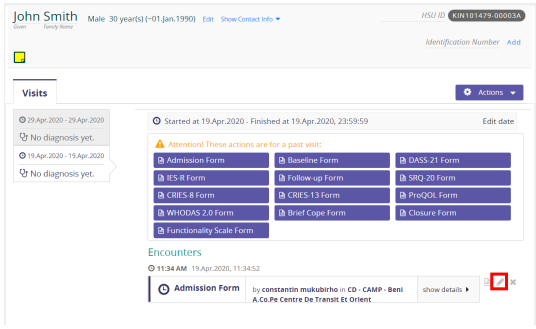 John Smith Male 30 year(s) (~01.Jan.1990) Edit Show Contact Info
Given Family Name
HSU ID KIN101479-00003A
Identification Number Add
Visits
Actions
29.Apr.2020 - 29.Apr.2020
No diagnosis yet.
19.Apr.2020 - 19.Apr.2020
No diagnosis yet.
Started at 19.Apr.2020 - Finished at 19.Apr.2020, 23:59:59 Edit date
Attention! These actions are for a past visit:
Admission Form Baseline Form DASS-21 Form
IES-R Form Follow-up Form SRQ-20 Form
CRIES-8 Form CRIES-13 Form ProQOL Form
WHODAS 2.0 Form Brief Cope Form Closure Form
Functionality Scale Form
Encounters
11:34 AM 19.Apr.2020, 11:34:52
Admission Form by constantin mukubirho in CD - CAMP - Beni show details
A.Co.Pe Centre De Transit Et Orient